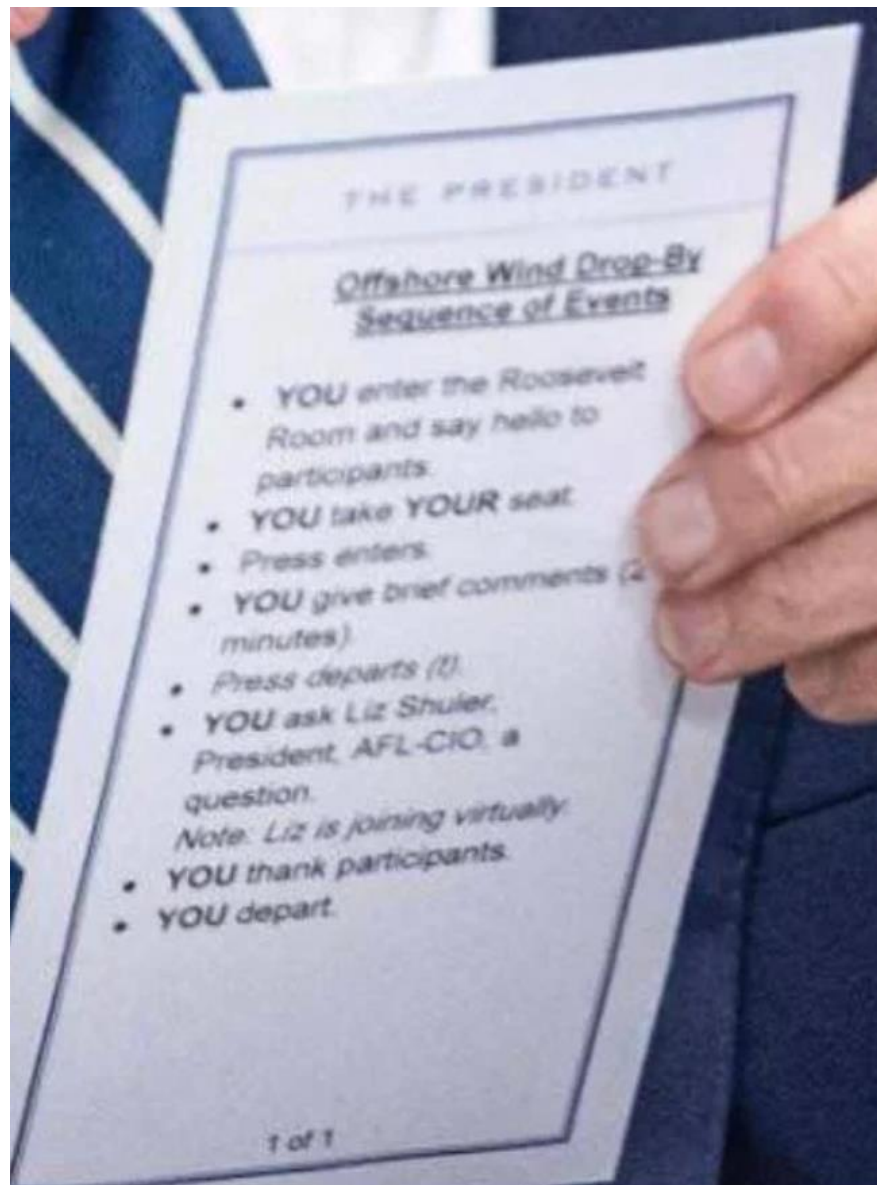 THE PRESIDENT
Offshore Wind Drop-By
Sequence of Events
• YOU enter the Roosevelt
Room and say hello to
participants.
• YOU take YOUR seat.
• Press enters.
• YOU give brief comments (2
minutes).
• Press departs (t).
• YOU ask Liz Shuler,
President, AFL-CIO, a
question.
Note: Liz is joining virtually.
• YOU thank participants.
• YOU depart.
1 of 1